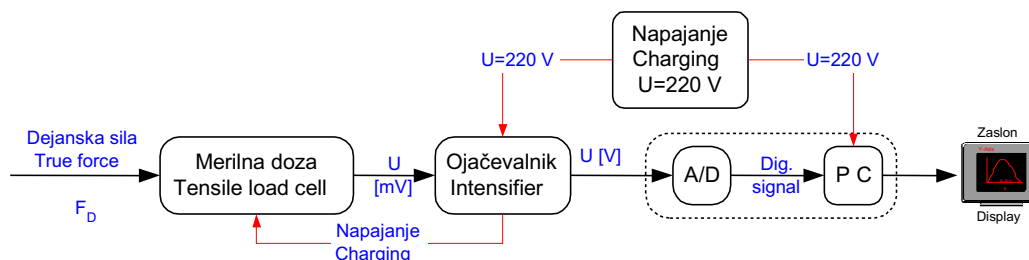 Napajanje
Charging
U=220 V
U=220 V
U=220 V
Dejanska sila
True force
F_D
Merilna doza
Tensile load cell
U
[mV]
Ojačevalnik
Intensifier
U [V]
A/D
Dig.
signal
P C
Zaslon
Y-Axis
Display
Napajanje
Charging